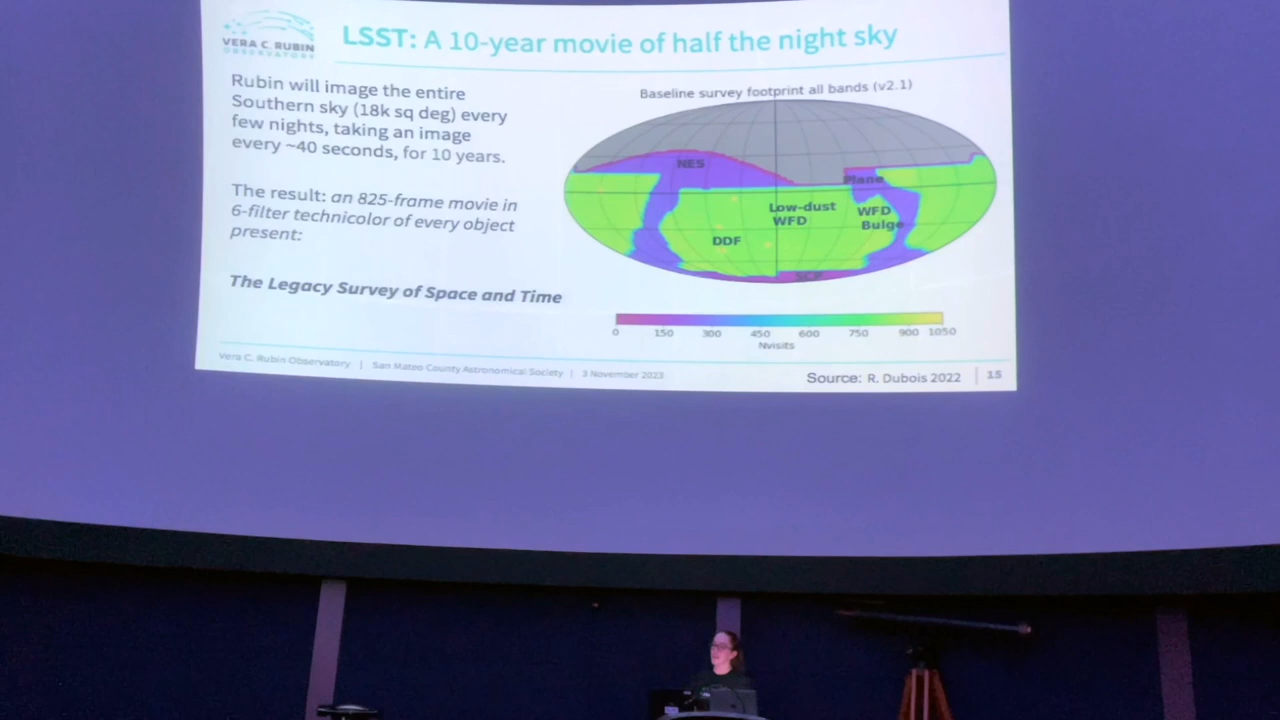 VERA C. RUBIN
OBSERVATORY
LSST: A 10-year movie of half the night sky
Rubin will image the entire
Southern sky (18k sq deg) every
few nights, taking an image
every ~40 seconds, for 10 years.
The result: an 825-frame movie in
6-filter technicolor of every object
present:
The Legacy Survey of Space and Time
Baseline survey footprint all bands (v2.1)
NES
Plane
Low-dust
WFD
WFD
Bulge
DDF
SCP
0 150 300 450 600 750 900 1050
Nvisits
Vera C. Rubin Observatory | San Mateo County Astronomical Society | 3 November 2023
Source: R. Dubois 2022 | 15